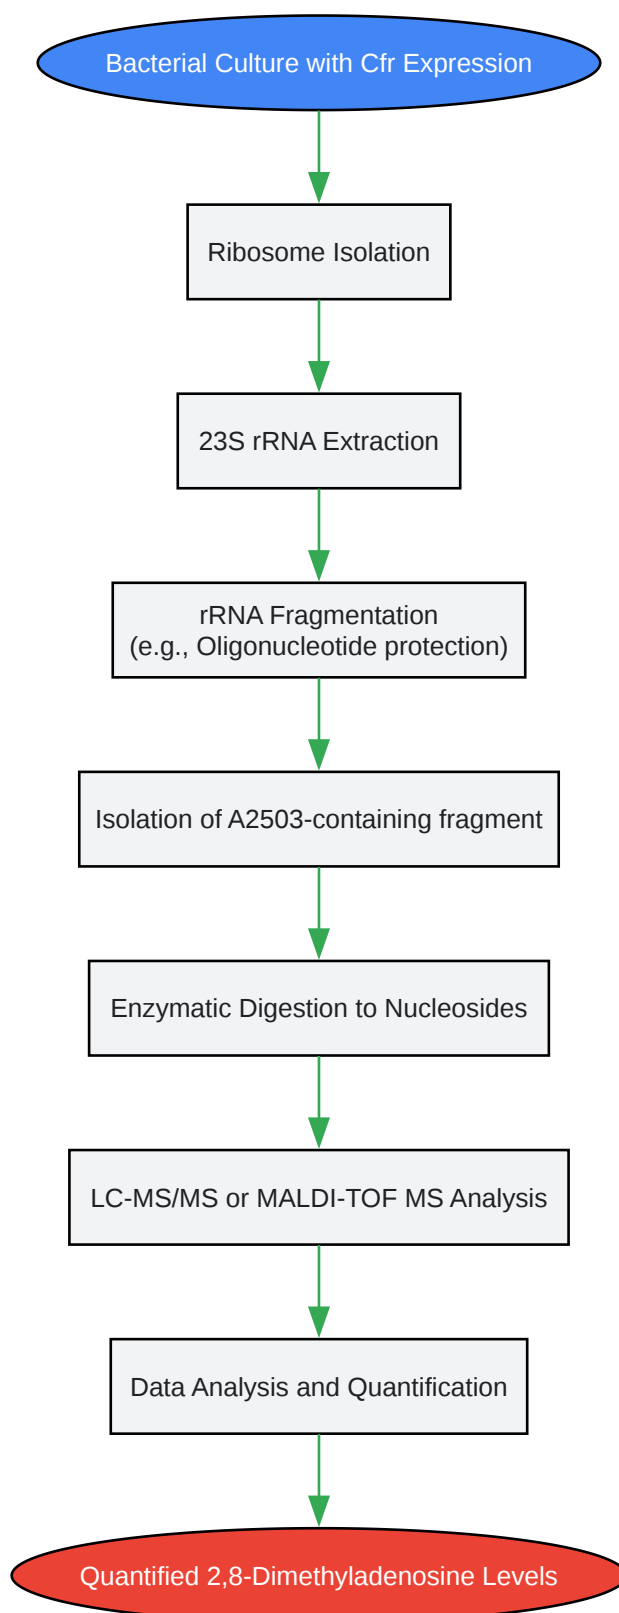 Bacterial Culture with Cfr Expression
Ribosome Isolation
23S rRNA Extraction
rRNA Fragmentation
(e.g., Oligonucleotide protection)
Isolation of A2503-containing fragment
Enzymatic Digestion to Nucleosides
LC-MS/MS or MALDI-TOF MS Analysis
Data Analysis and Quantification
Quantified 2,8-Dimethyladenosine Levels